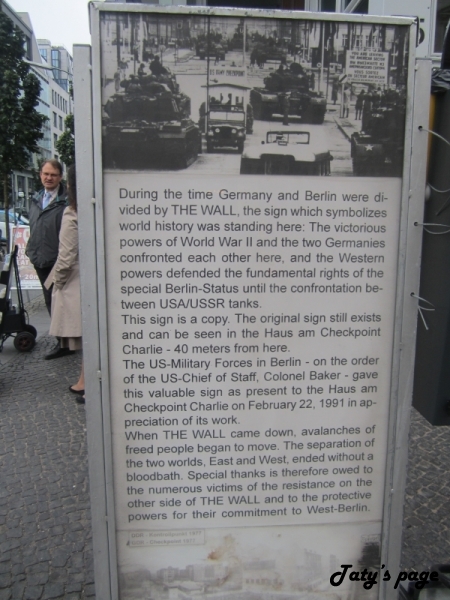 During the time Germany and Berlin were di-
vided by THE WALL, the sign which symbolizes
world history was standing here: The victorious
powers of World War II and the two Germanies
confronted each other here, and the Western
powers defended the fundamental rights of the
special Berlin-Status until the confrontation be-
tween USA/USSR tanks.
This sign is a copy. The original sign still exists
and can be seen in the Haus am Checkpoint
Charlie - 40 meters from here.
The US-Military Forces in Berlin - on the order
of the US-Chief of Staff, Colonel Baker - gave
this valuable sign as present to the Haus am
Checkpoint Charlie on February 22, 1991 in ap-
preciation of its work.
When THE WALL came down, avalanches of
freed people began to move. The separation of
the two worlds, East and West, ended without a
bloodbath. Special thanks is therefore owed to
the numerous victims of the resistance on the
other side of THE WALL and to the protective
powers for their commitment to West-Berlin.
Taty's page